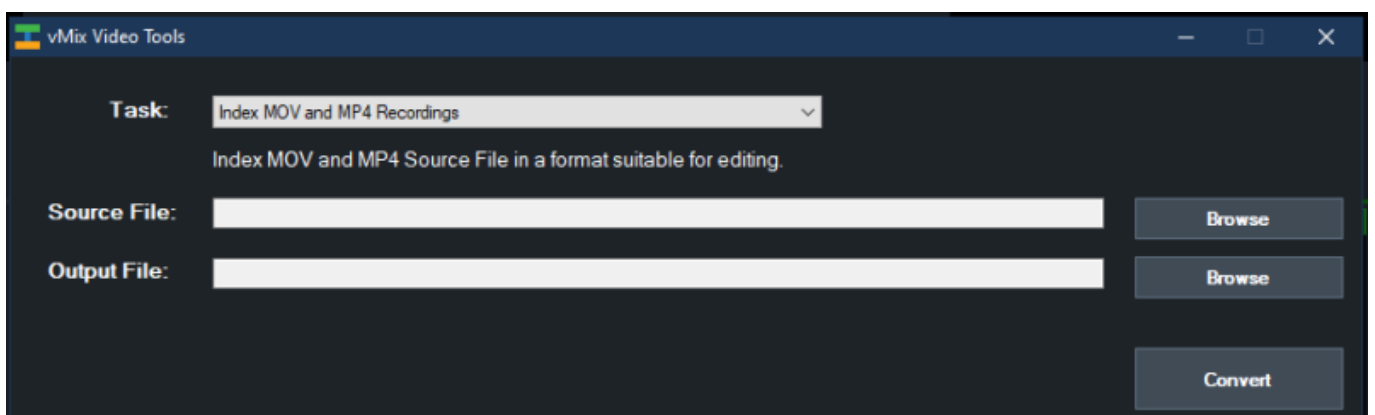 vMix Video Tools
Task: Index MOV and MP4 Recordings
Index MOV and MP4 Source File in a format suitable for editing.
Source File: Browse
Output File: Browse
Convert